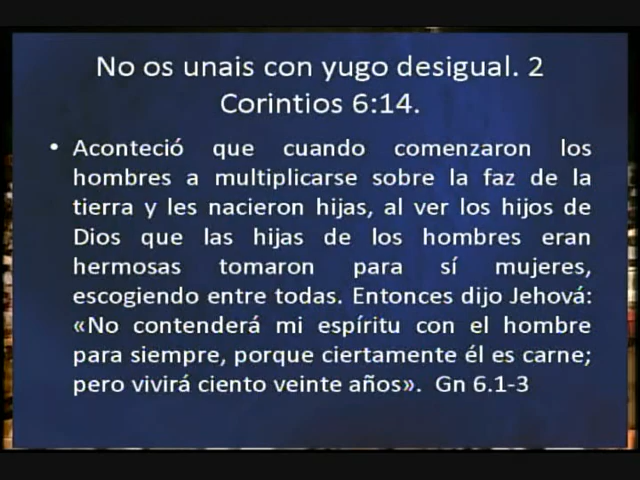 No os unais con yugo desigual. 2
Corintios 6:14.
• Aconteció que cuando comenzaron los
hombres a multiplicarse sobre la faz de la
tierra y les nacieron hijas, al ver los hijos de
Dios que las hijas de los hombres eran
hermosas tomaron para sí mujeres,
escogiendo entre todas. Entonces dijo Jehová:
«No contenderá mi espíritu con el hombre
para siempre, porque ciertamente él es carne;
pero vivirá ciento veinte años». Gn 6.1-3